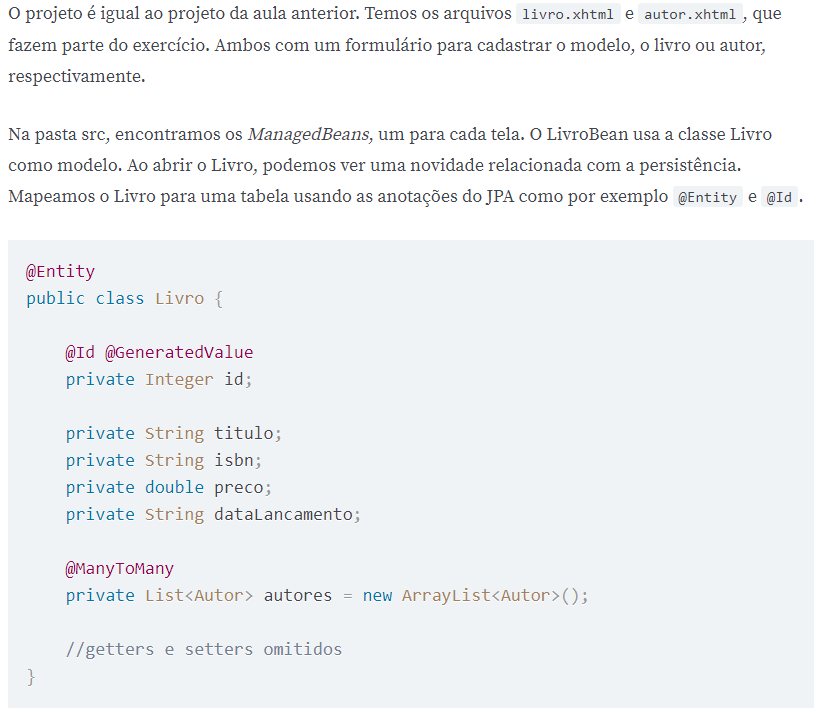 O projeto é igual ao projeto da aula anterior. Temos os arquivos livro.xhtml e autor.xhtml, que
fazem parte do exercício. Ambos com um formulário para cadastrar o modelo, o livro ou autor,
respectivamente.
Na pasta src, encontramos os ManagedBeans, um para cada tela. O LivroBean usa a classe Livro
como modelo. Ao abrir o Livro, podemos ver uma novidade relacionada com a persistência.
Mapeamos o Livro para uma tabela usando as anotações do JPA como por exemplo @Entity e @Id.
@Entity
public class Livro {
    @Id @GeneratedValue
    private Integer id;
    private String titulo;
    private String isbn;
    private double preco;
    private String dataLancamento;
    @ManyToMany
    private List<Autor> autores = new ArrayList<Autor>();
    //getters e setters omitidos
}